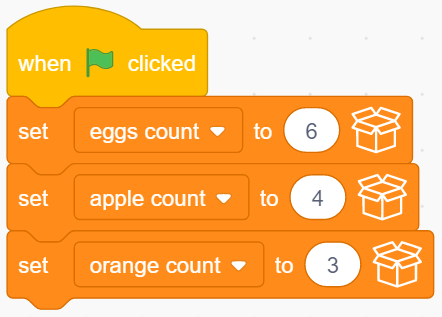 when clicked
set eggs count to 6
set apple count to 4
set orange count to 3